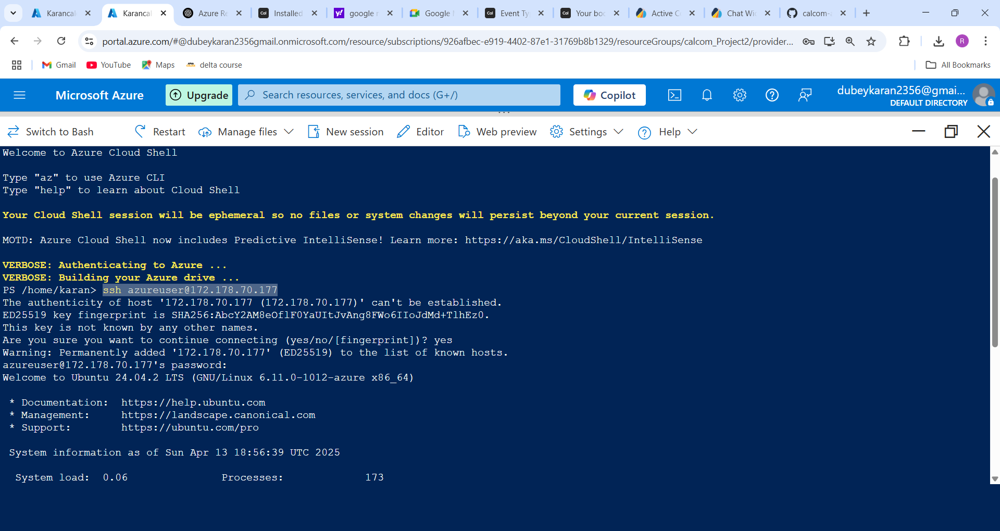 Karancal
Karancal
Azure Re
Installed
google m
Google M
Event Ty
Your boo
Active C
Chat Wid
calcom-
portal.azure.com/#@dubeykaran2356gmail.onmicrosoft.com/resource/subscriptions/926afbec-e919-4402-87e1-31769b8b1329/resourceGroups/calcom_Project2/provider...
R
Gmail
YouTube
Maps
delta course
All Bookmarks
Microsoft Azure
Upgrade
Search resources, services, and docs (G+/)
Copilot
dubeykaran2356@gmai...
DEFAULT DIRECTORY
Switch to Bash
Restart
Manage files
New session
Editor
Web preview
Settings
Help
Welcome to Azure Cloud Shell
Type "az" to use Azure CLI
Type "help" to learn about Cloud Shell
Your Cloud Shell session will be ephemeral so no files or system changes will persist beyond your current session.
MOTD: Azure Cloud Shell now includes Predictive IntelliSense! Learn more: https://aka.ms/CloudShell/IntelliSense
VERBOSE: Authenticating to Azure ...
VERBOSE: Building your Azure drive ...
PS /home/karan> ssh azureuser@172.178.70.177
The authenticity of host '172.178.70.177 (172.178.70.177)' can't be established.
ED25519 key fingerprint is SHA256:AbcY2AM8eOflF0YaUItJvAng8FWo6IIoJdMd+TlhEz0.
This key is not known by any other names.
Are you sure you want to continue connecting (yes/no/[fingerprint])? yes
Warning: Permanently added '172.178.70.177' (ED25519) to the list of known hosts.
azureuser@172.178.70.177's password:
Welcome to Ubuntu 24.04.2 LTS (GNU/Linux 6.11.0-1012-azure x86_64)
* Documentation: https://help.ubuntu.com
* Management: https://landscape.canonical.com
* Support: https://ubuntu.com/pro
System information as of Sun Apr 13 18:56:39 UTC 2025
System load: 0.06 Processes: 173